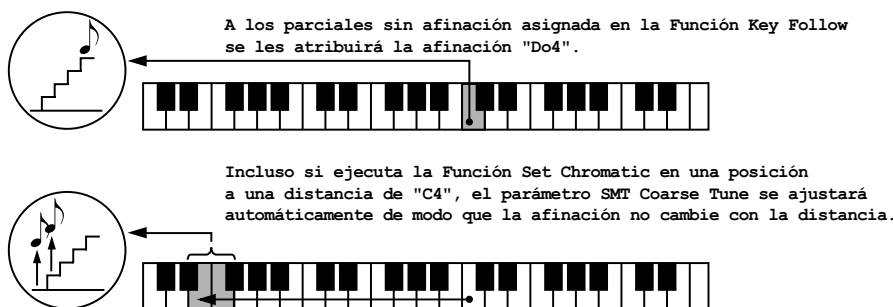 A los parciales sin afinación asignada en la Función Key Follow
se les atribuirá la afinación "Do4".
Incluso si ejecuta la Función Set Chromatic en una posición
a una distancia de "C4", el parámetro SMT Coarse Tune se ajustará
automáticamente de modo que la afinación no cambie con la distancia.